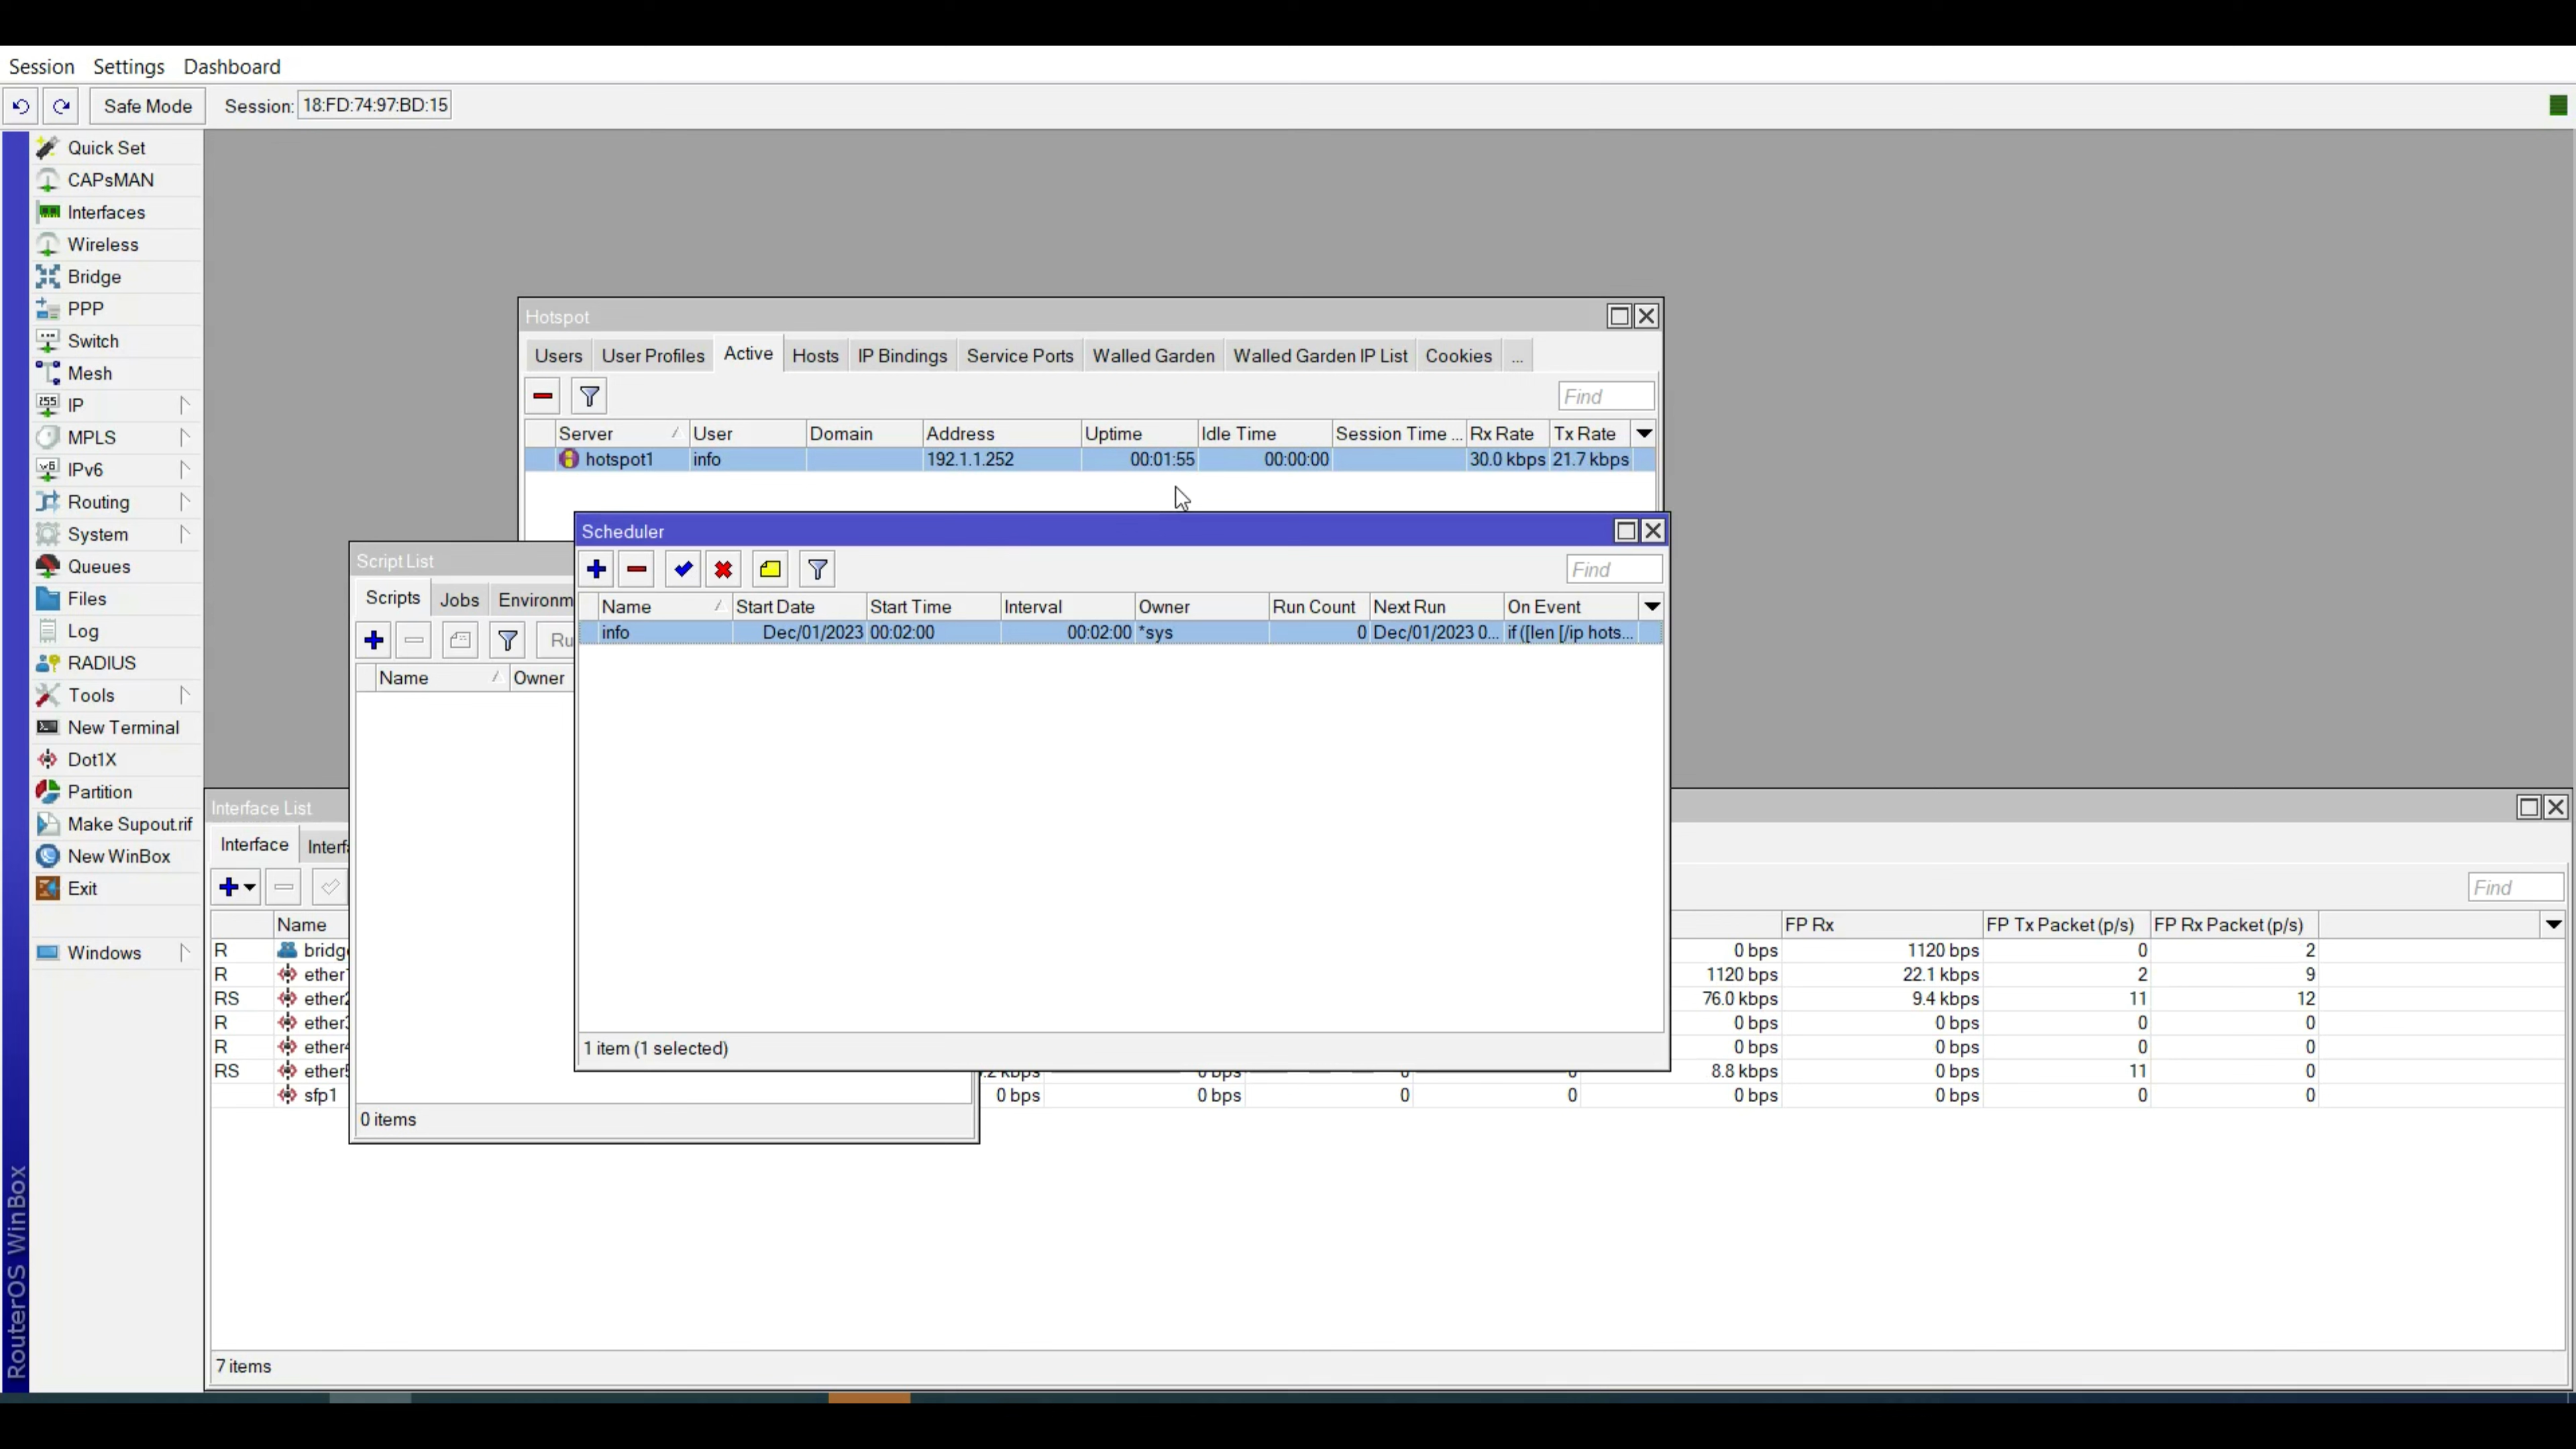 Session Settings Dashboard
Safe Mode Session: 18:FD:74:97:BD:15
Quick Set
CAPsMAN
Interfaces
Wireless
Bridge
PPP
Switch
Mesh
IP
MPLS
IPv6
Routing
System
Queues
Files
Log
RADIUS
Tools
New Terminal
Dot1X
Partition
Make Supout.rif
New WinBox
Exit
Windows
RouterOS WinBox
Hotspot
Users User Profiles Active Hosts IP Bindings Service Ports Walled Garden Walled Garden IP List Cookies ...
Find
Server User Domain Address Uptime Idle Time Session Time ... Rx Rate Tx Rate
hotspot1 info 192.1.1.252 00:01:55 00:00:00 30.0 kbps 21.7 kbps
Scheduler
Find
Name Start Date Start Time Interval Owner Run Count Next Run On Event
info Dec/01/2023 00:02:00 00:02:00 *sys 0 Dec/01/2023 0... if ([len [/ip hots...
1 item (1 selected)
Script List
Scripts Jobs Environm
Ru
Name Owner
0 items
Interface List
Interface Interf
Find
Name FP Rx FP Tx Packet (p/s) FP Rx Packet (p/s)
R bridge 0 bps 1120 bps 0 2
R ether1 1120 bps 22.1 kbps 2 9
RS ether2 76.0 kbps 9.4 kbps 11 12
R ether3 0 bps 0 bps 0 0
R ether4 0 bps 0 bps 0 0
RS ether5 8.8 kbps 0 bps 11 0
sfp1 0 bps 0 bps 0 0 0 bps 0 bps 0 0
7 items